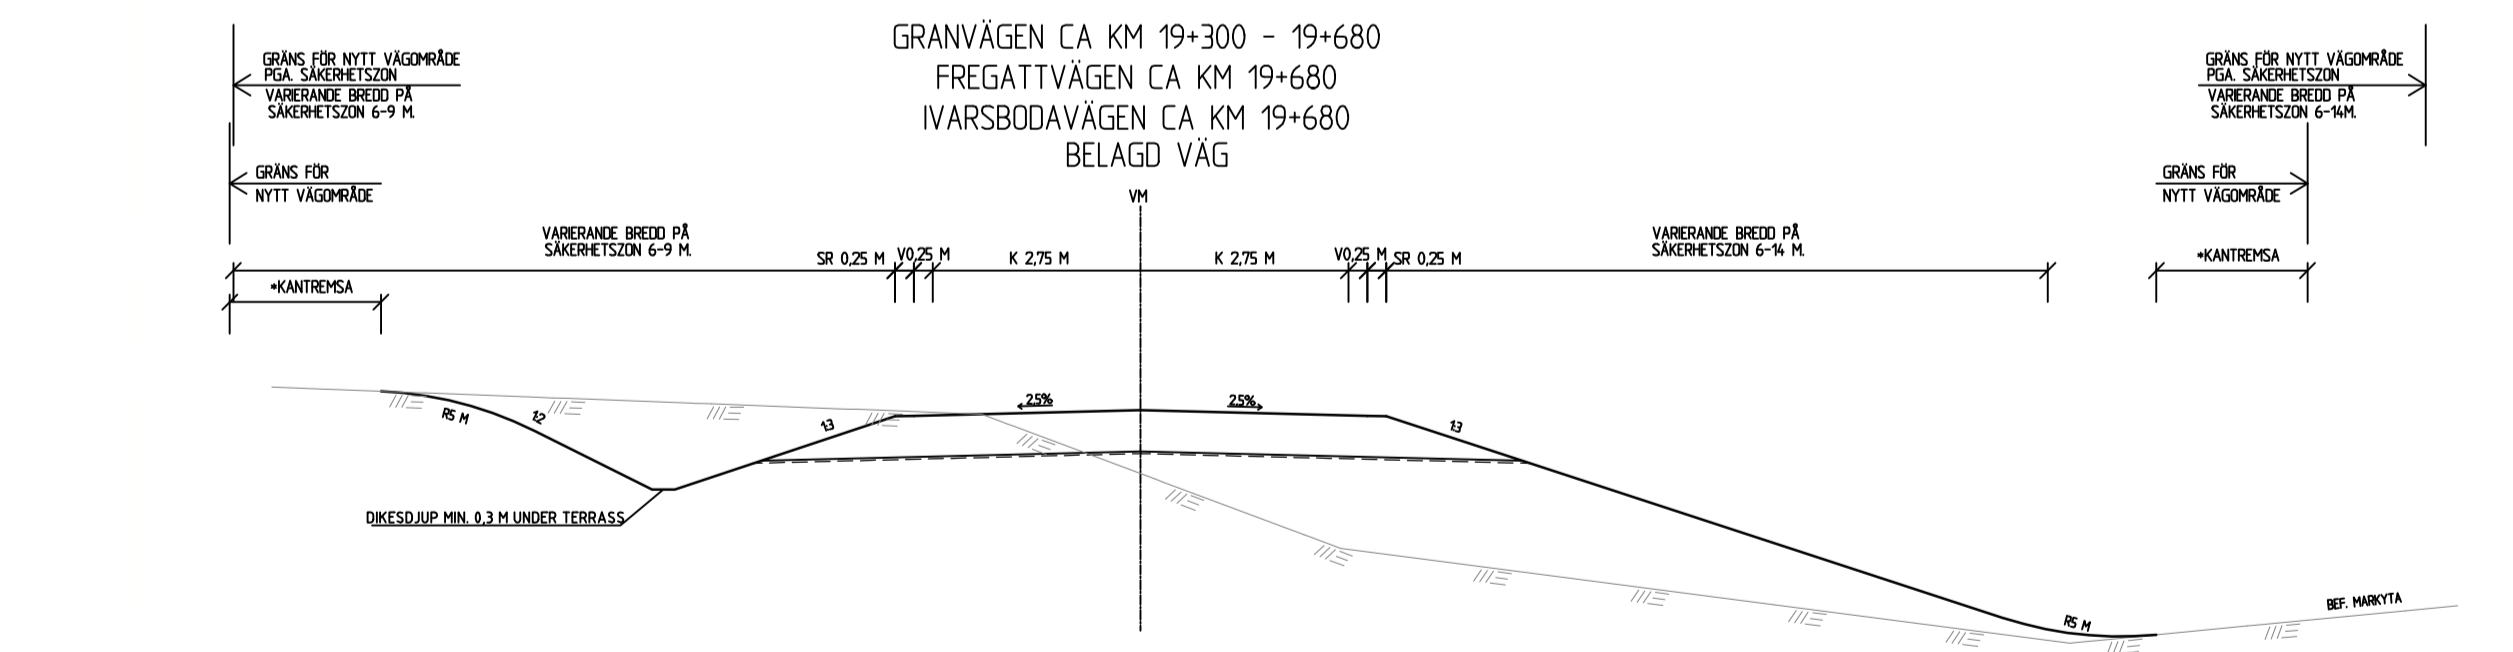 GRANVÄGEN CA KM 19+300 - 19+680
FREGATTVÄGEN CA KM 19+680
IVARSBODAVÄGEN CA KM 19+680
BELAGD VÄG
GRÄNS FÖR NYTT VÄGOMRÅDE
PGA. SÄKERHETSZON
VARIERANDE BREDD PÅ
SÄKERHETSZON 6-9 M.
GRÄNS FÖR NYTT VÄGOMRÅDE
PGA. SÄKERHETSZON
VARIERANDE BREDD PÅ
SÄKERHETSZON 6-14M.
GRÄNS FÖR
NYTT VÄGOMRÅDE
GRÄNS FÖR
NYTT VÄGOMRÅDE
VM
VARIERANDE BREDD PÅ
SÄKERHETSZON 6-9 M.
SR 0,25 M
V0,25 M
K 2,75 M
K 2,75 M
V0,25 M
SR 0,25 M
VARIERANDE BREDD PÅ
SÄKERHETSZON 6-14 M.
*KANTREMSA
*KANTREMSA
R5 M
1:2
1:3
2.5%
2.5%
1:3
DIKESDJUP MIN. 0,3 M UNDER TERRASS
R5 M
BEF. MARKYTA